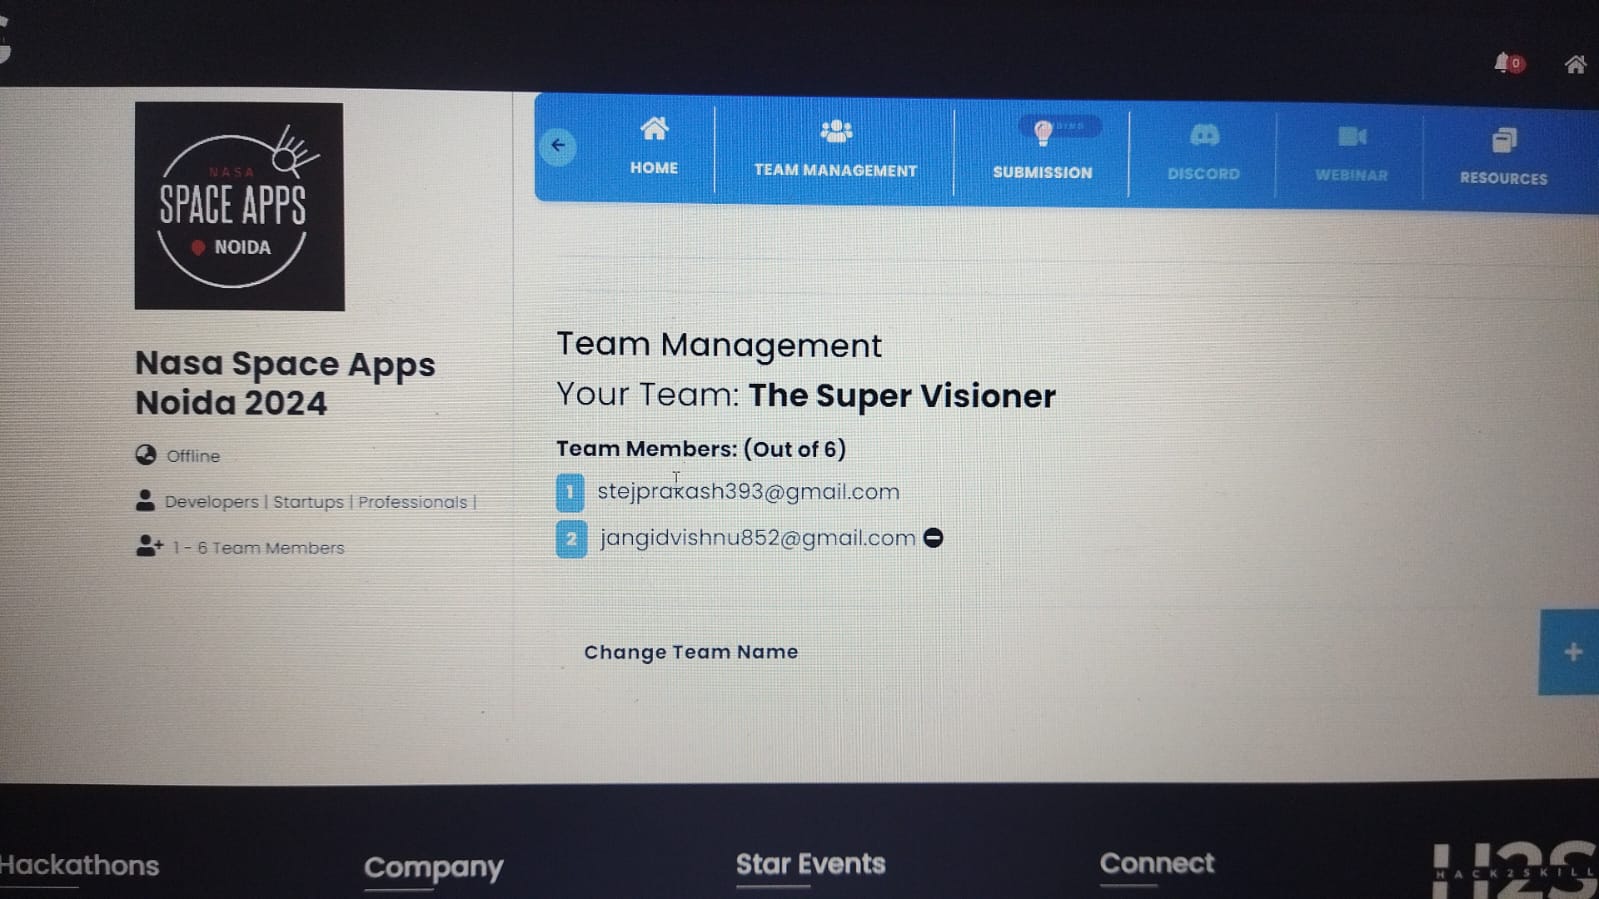 0
HOME
TEAM MANAGEMENT
SUBMISSION
DISCORD
WEBINAR
RESOURCES
NASA
SPACE APPS
NOIDA
Nasa Space Apps
Noida 2024
Offline
Developers | Startups | Professionals |
1 - 6 Team Members
Team Management
Your Team: The Super Visioner
Team Members: (Out of 6)
1 stejprakash393@gmail.com
2 jangidvishnu852@gmail.com
Change Team Name
+
Hackathons
Company
Star Events
Connect
H2S
HACK2SKILL